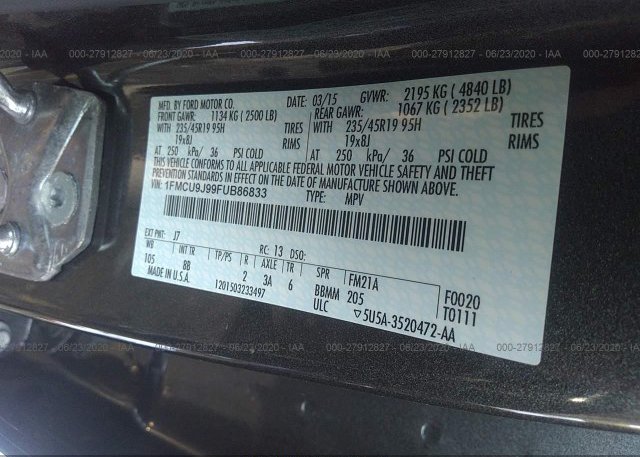 000-27912827 - 06/23/2020 - IAA
MFD. BY FORD MOTOR CO.
DATE: 03/15 GVWR: 2195 KG ( 4840 LB)
FRONT GAWR: 1134 KG ( 2500 LB) REAR GAWR: 1067 KG ( 2352 LB)
WITH 235/45R19 95H TIRES WITH 235/45R19 95H TIRES
19x8J RIMS 19x8J RIMS
AT 250 kPa/ 36 PSI COLD AT 250 kPa/ 36 PSI COLD
THIS VEHICLE CONFORMS TO ALL APPLICABLE FEDERAL MOTOR VEHICLE SAFETY AND THEFT
PREVENTION STANDARDS IN EFFECT ON THE DATE OF MANUFACTURE SHOWN ABOVE.
VIN: 1FMCU9J99FUB86833 TYPE: MPV
EXT PNT: J7 RC: 13 DSO:
WB INT TR TP/PS R AXLE TR SPR FM21A F0020
105 8B 2 3A 6 BBMM 205 T0111
MADE IN U.S.A. 1201503233497 ULC ▽5U5A-3520472-AA